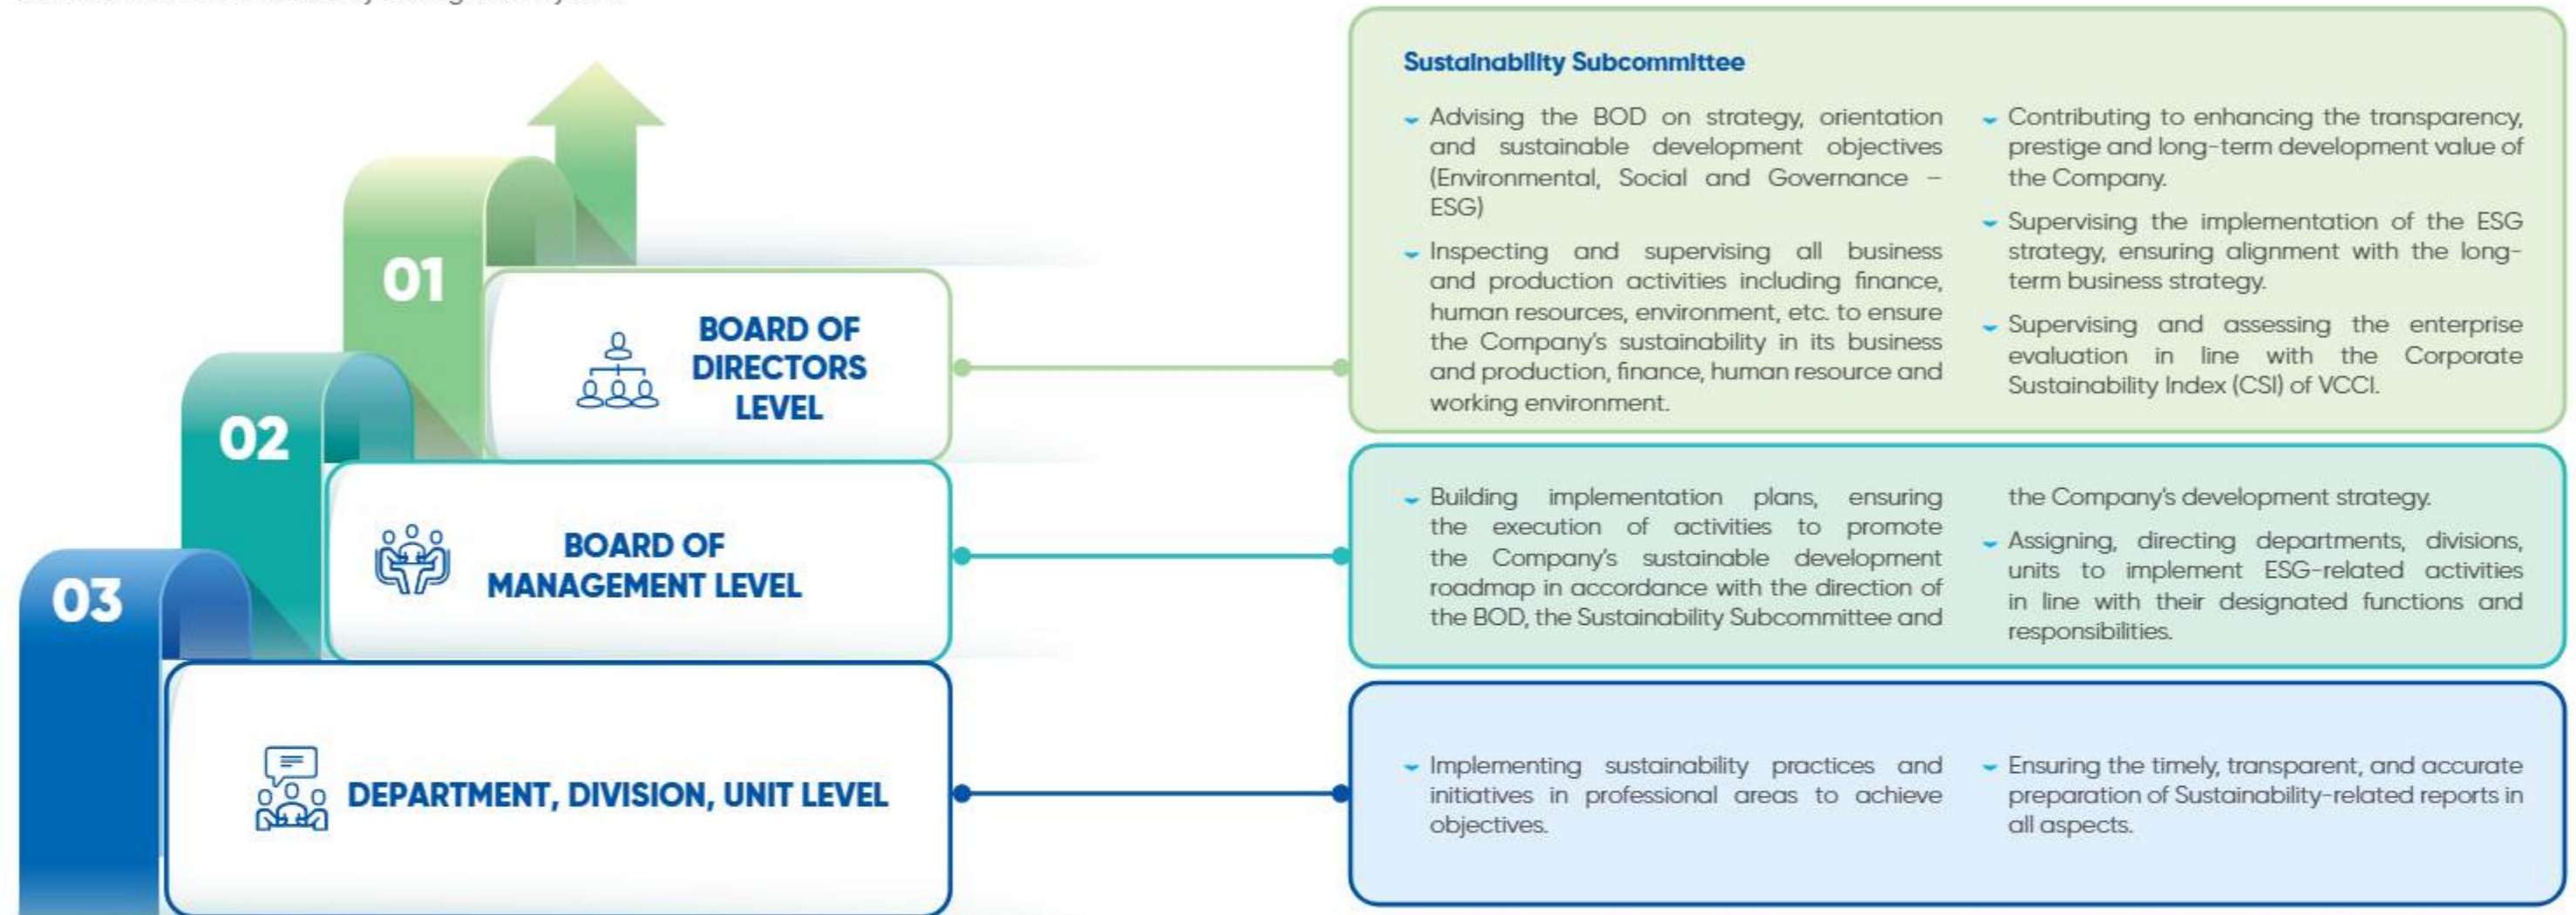 01
BOARD OF
DIRECTORS
LEVEL
Sustainability Subcommittee
Advising the BOD on strategy, orientation
and sustainable development objectives
(Environmental, Social and Governance –
ESG)
Inspecting and supervising all business
and production activities including finance,
human resources, environment, etc. to ensure
the Company's sustainability in its business
and production, finance, human resource and
working environment.
Contributing to enhancing the transparency,
prestige and long-term development value of
the Company.
Supervising the implementation of the ESG
strategy, ensuring alignment with the long-
term business strategy.
Supervising and assessing the enterprise
evaluation in line with the Corporate
Sustainability Index (CSI) of VCCI.
02
BOARD OF
MANAGEMENT LEVEL
Building implementation plans, ensuring
the execution of activities to promote
the Company's sustainable development
roadmap in accordance with the direction of
the BOD, the Sustainability Subcommittee and
the Company's development strategy.
Assigning, directing departments, divisions,
units to implement ESG-related activities
in line with their designated functions and
responsibilities.
03
DEPARTMENT, DIVISION, UNIT LEVEL
Implementing sustainability practices and
initiatives in professional areas to achieve
objectives.
Ensuring the timely, transparent, and accurate
preparation of Sustainability-related reports in
all aspects.